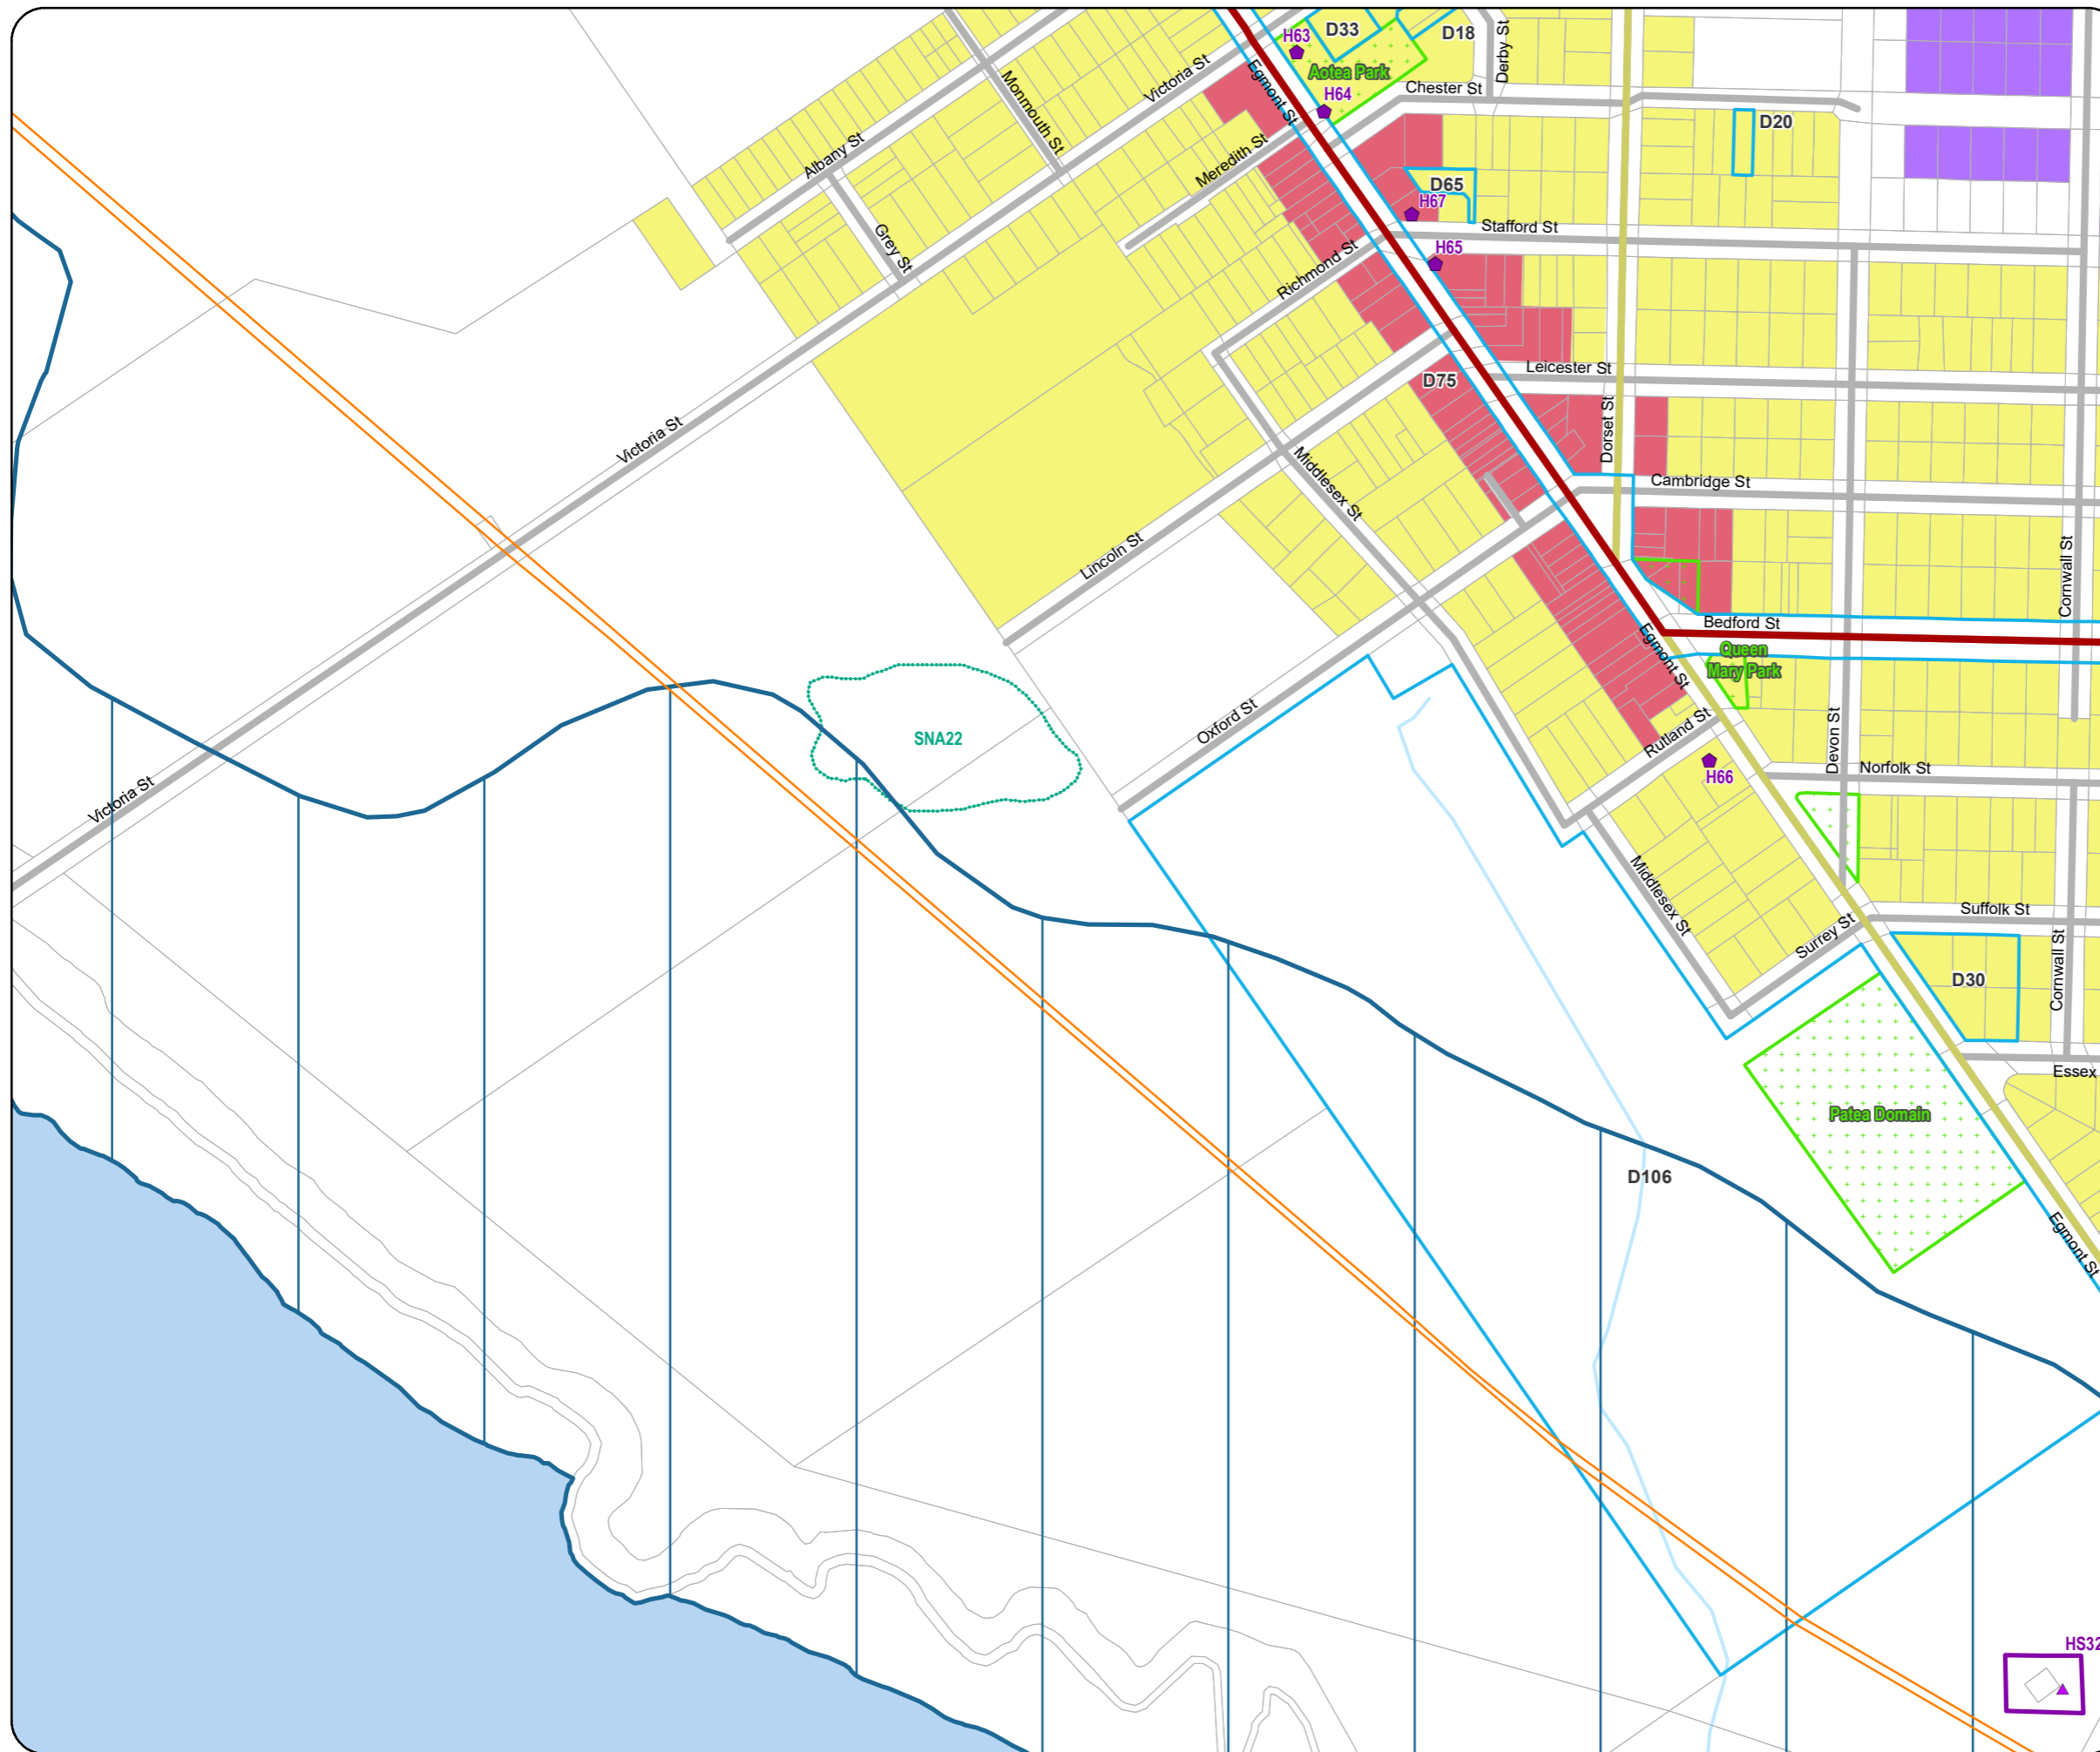 D33
D18
H63
Derby St
Aotea Park
Egmont St
Victoria St
Monmouth St
Chester St
H64
D20
Albany St
Meredith St
D65
H67
Stafford St
Grey St
H65
Richmond St
Leicester St
D75
Dorset St
Victoria St
Middlesex St
Cambridge St
Lincoln St
Cornwall St
Bedford St
Egmont St
Queen
Mary Park
Oxford St
SNA22
Rutland St
Devon St
Norfolk St
H66
Victoria St
Middlesex St
Suffolk St
Surrey St
Cornwall St
D30
Essex
Patea Domain
D106
Egmont St
HS32